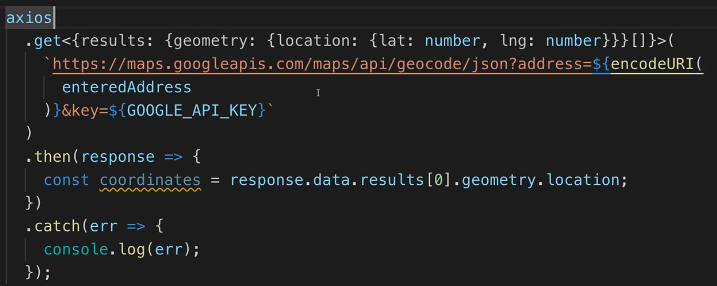 axios
.get<{results: {geometry: {location: {lat: number, lng: number}}}[]}>(
`https://maps.googleapis.com/maps/api/geocode/json?address=${encodeURI(
enteredAddress
)}&key=${GOOGLE_API_KEY}`
)
.then(response => {
const coordinates = response.data.results[0].geometry.location;
})
.catch(err => {
console.log(err);
});